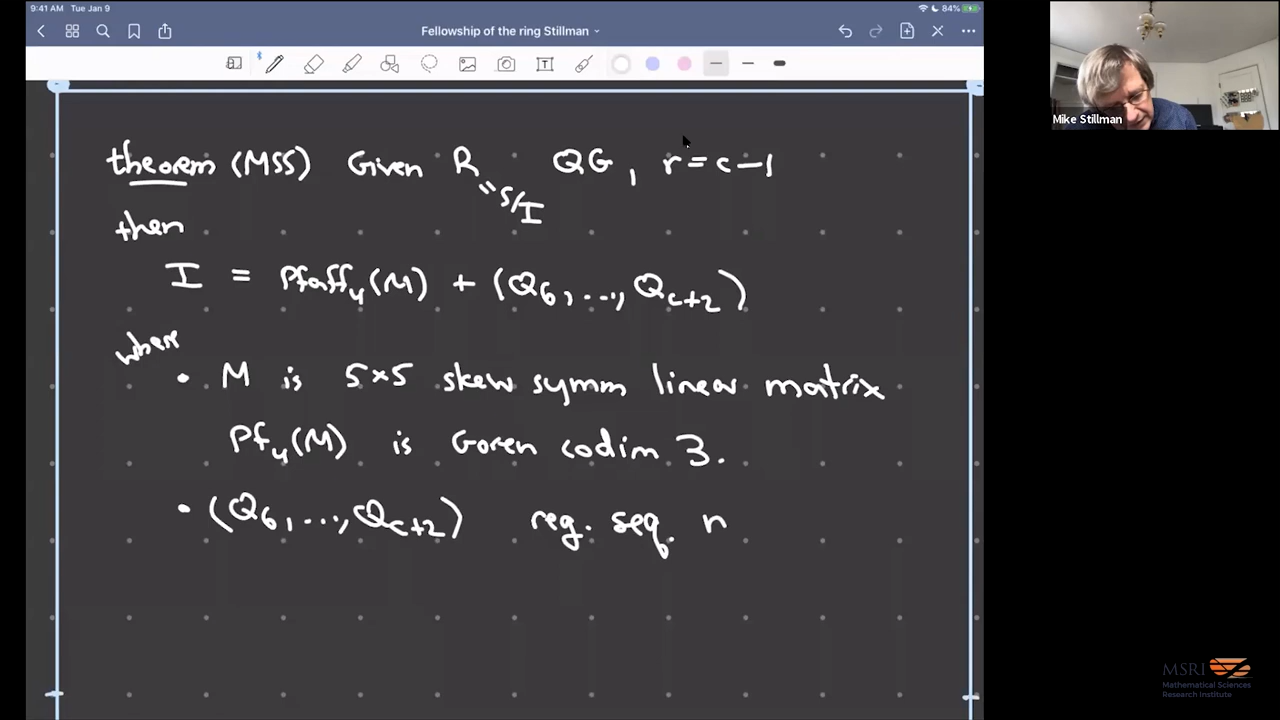 9:41 AM Tue Jan 9
84%
Fellowship of the ring Stillman
theorem (MSS) Given R QG, r = c-1
= S/I
then
I = Pfaff₄(M) + (Q₆, ..., Q_{c+2})
where
• M is 5×5 skew symm linear matrix
Pf₄(M) is Goren codim 3.
• (Q₆, ..., Q_{c+2}) reg. seq. n
Mike Stillman
MSRI
Mathematical Sciences
Research Institute